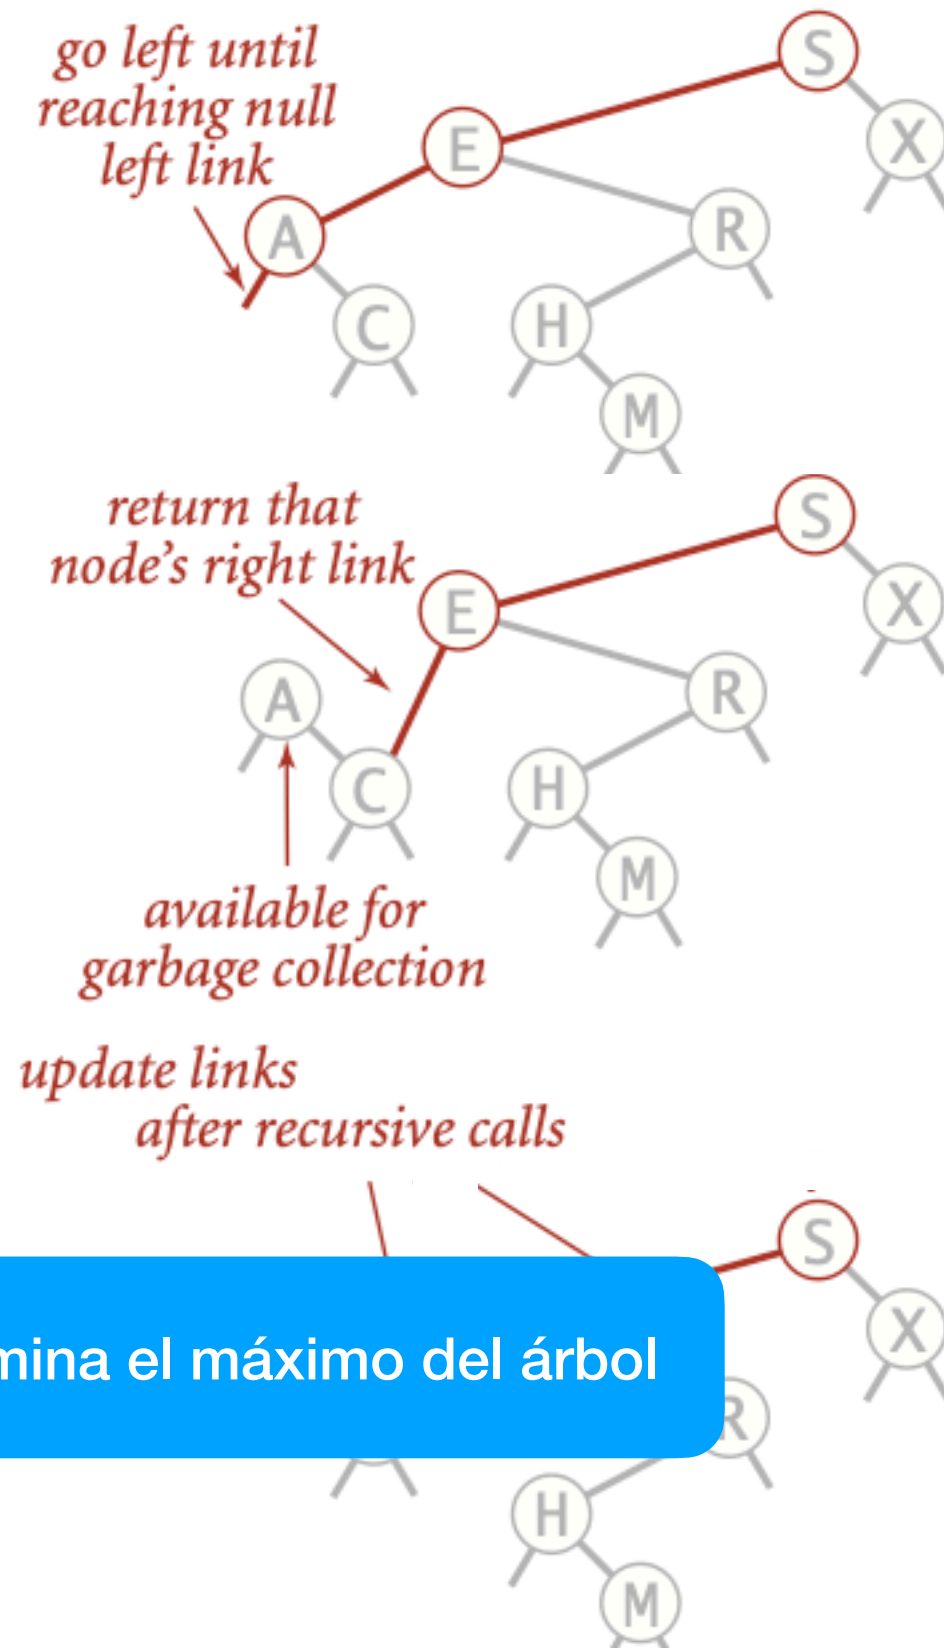 go left until
reaching null
left link
S
E
X
A
R
C
H
M
return that
node's right link
S
E
X
A
R
C
H
M
available for
garbage collection
update links
after recursive calls
S
X
mina el máximo del árbol
R
H
M